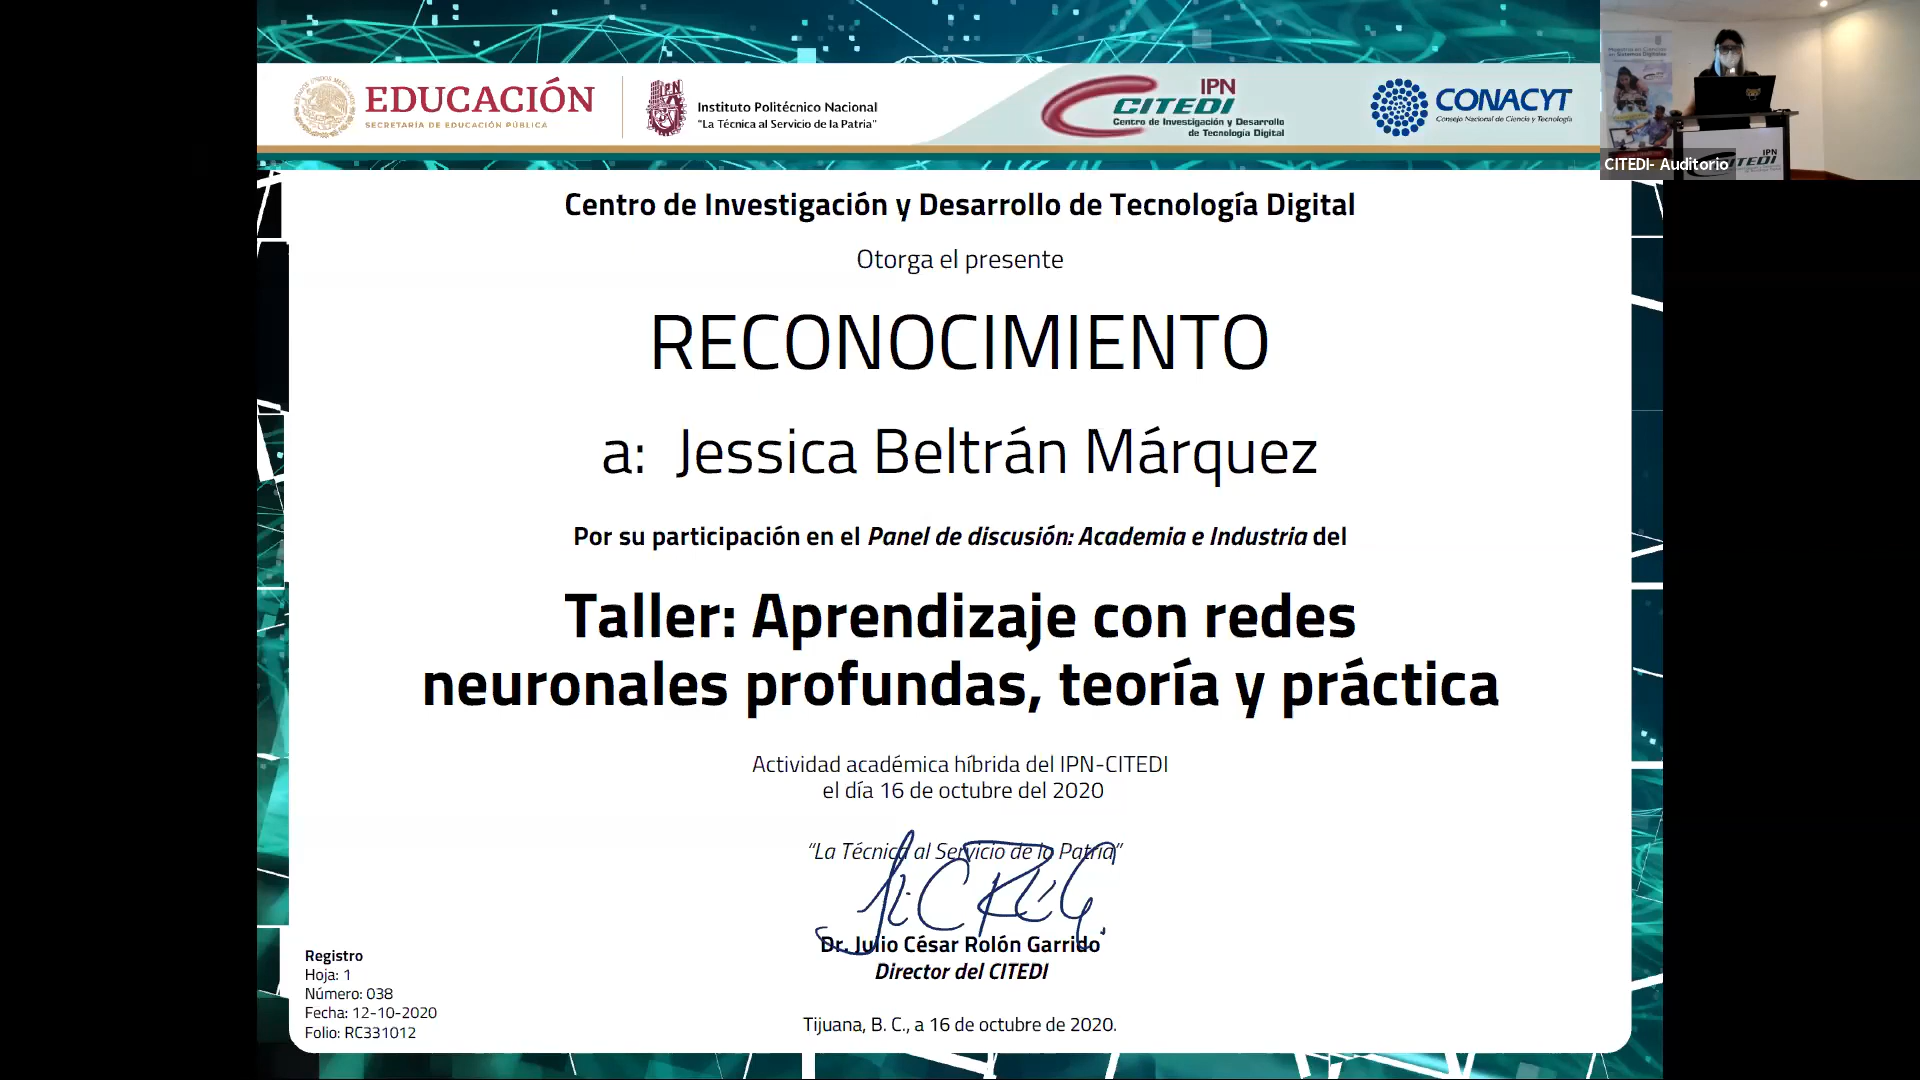 EDUCACIÓN
SECRETARÍA DE EDUCACIÓN PÚBLICA
IPN
Instituto Politécnico Nacional
"La Técnica al Servicio de la Patria"
IPN
CITEDI
Centro de Investigación y Desarrollo
de Tecnología Digital
CONACYT
Consejo Nacional de Ciencia y Tecnología
CITEDI- Auditorio
IPN
Centro de Investigación y Desarrollo de Tecnología Digital
Otorga el presente
RECONOCIMIENTO
a: Jessica Beltrán Márquez
Por su participación en el Panel de discusión: Academia e Industria del
Taller: Aprendizaje con redes
neuronales profundas, teoría y práctica
Actividad académica híbrida del IPN-CITEDI
el día 16 de octubre del 2020
“La Técnica al Servicio de la Patria”
Dr. Julio César Rolón Garrido
Director del CITEDI
Registro
Hoja: 1
Número: 038
Fecha: 12-10-2020
Folio: RC331012
Tijuana, B. C., a 16 de octubre de 2020.